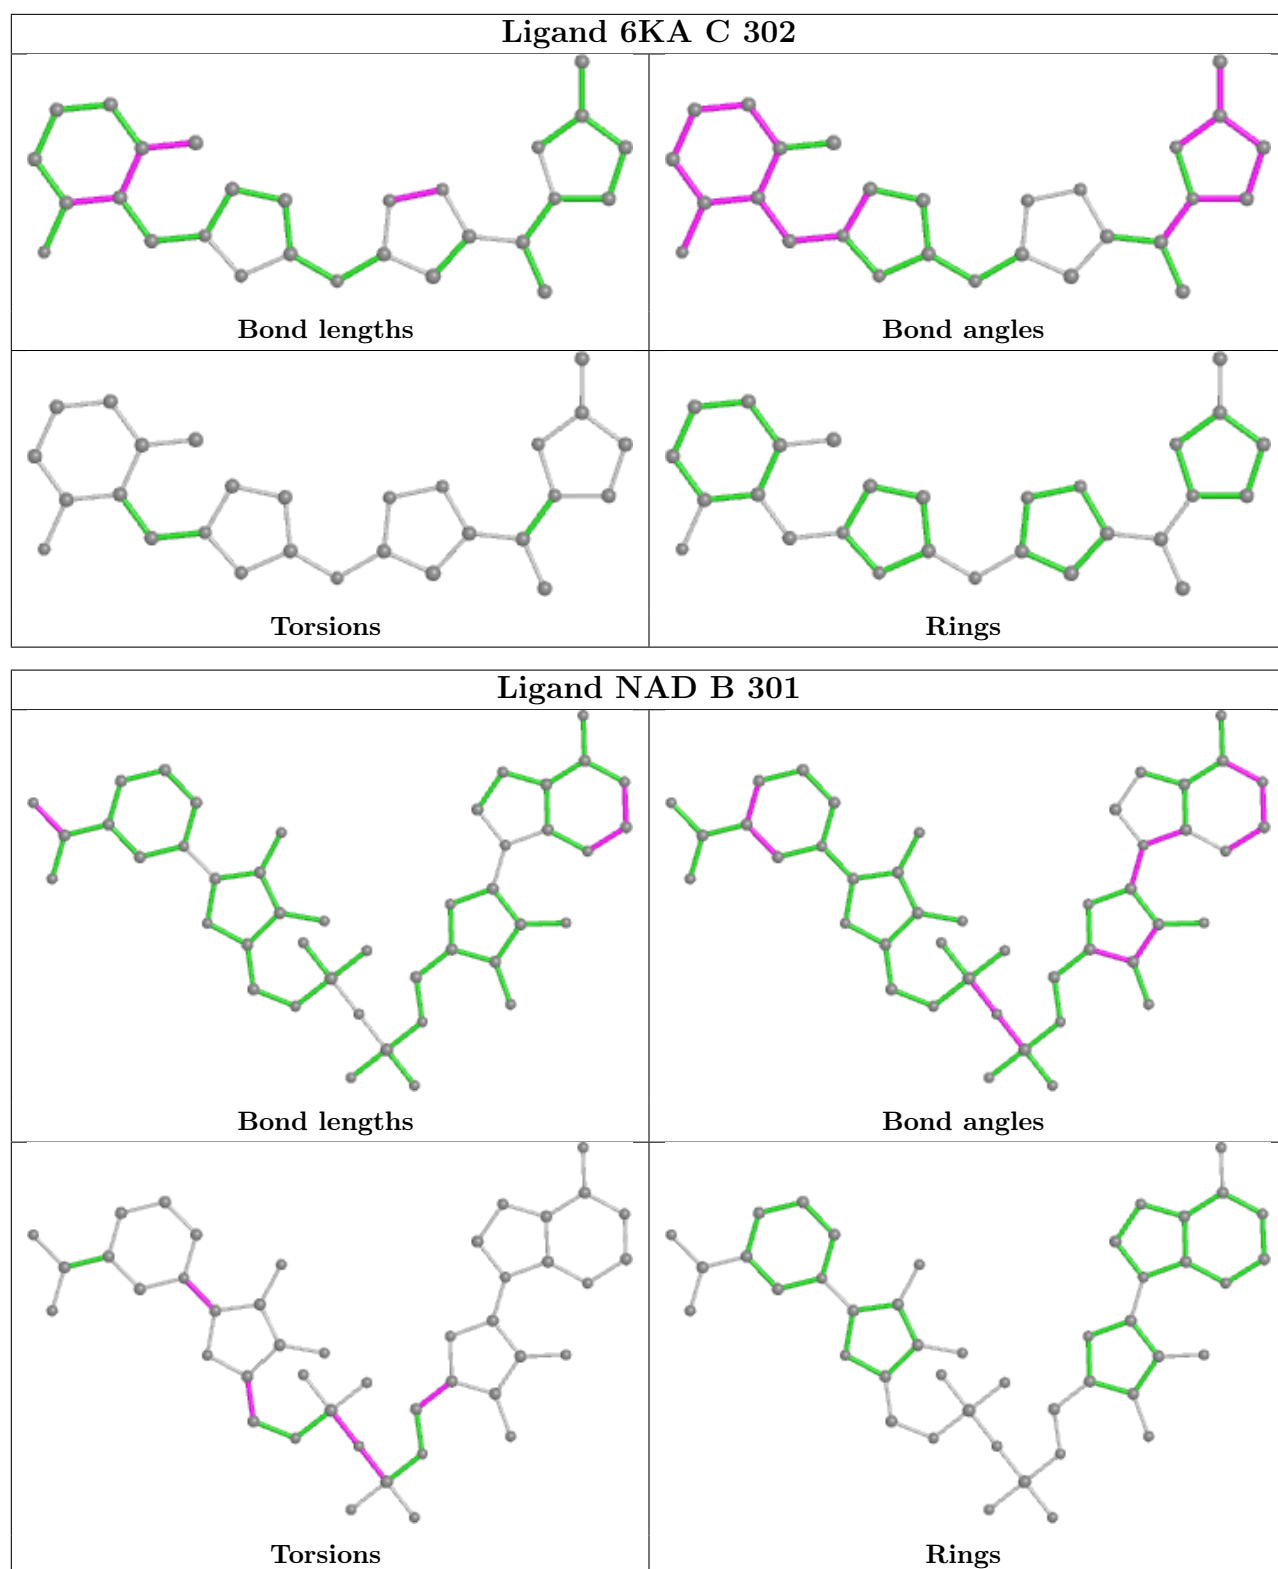 Ligand 6KA C 302
Bond lengths
Bond angles
Torsions
Rings
Ligand NAD B 301
Bond lengths
Bond angles
Torsions
Rings